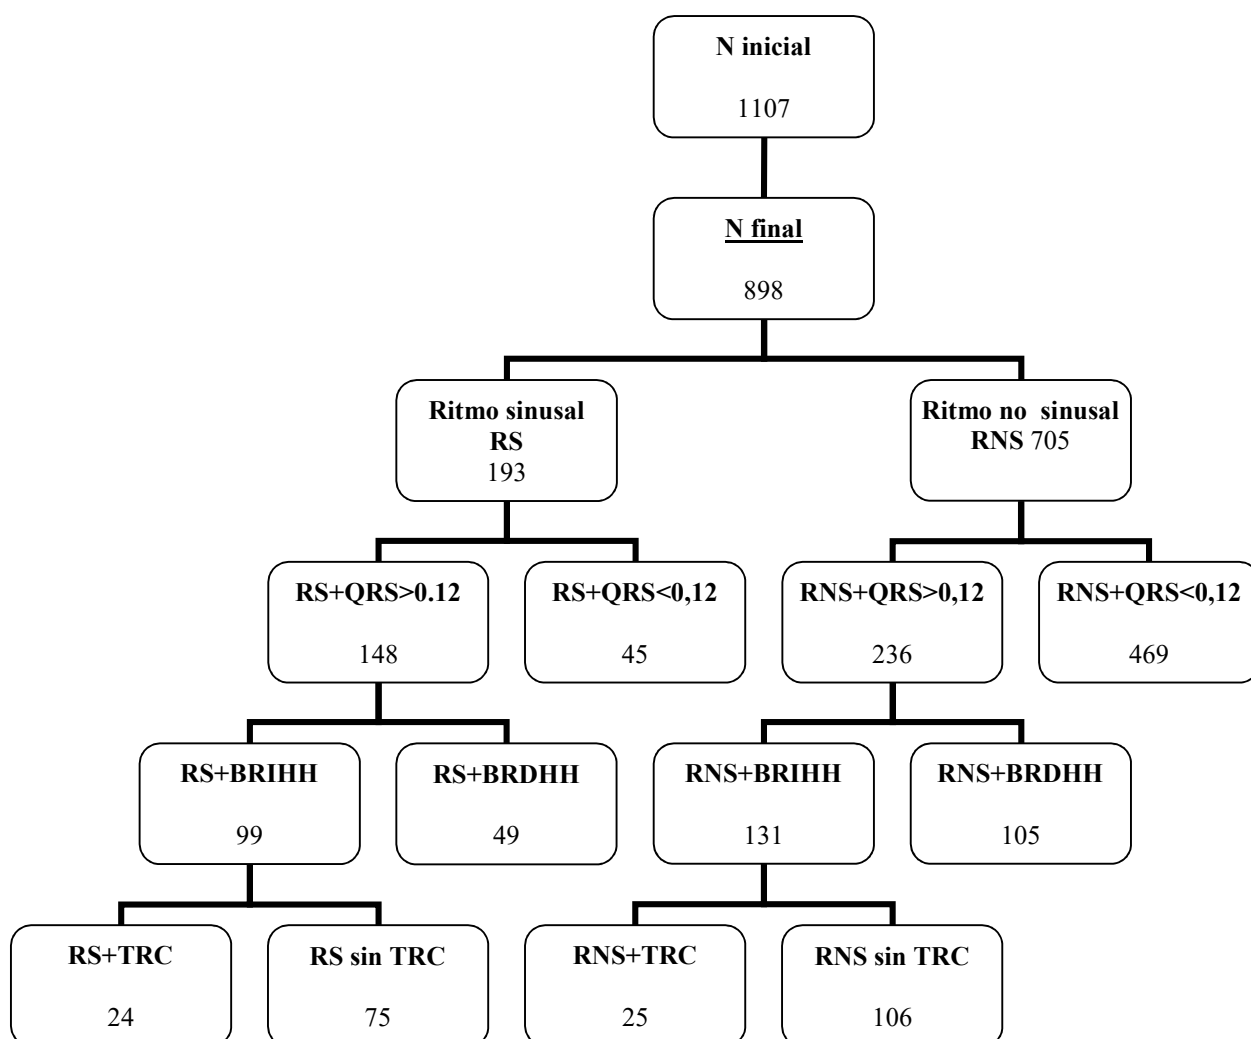 N inicial
1107
N final
898
Ritmo sinusal
RS
193
Ritmo no sinusal
RNS 705
RS+QRS>0.12
148
RS+QRS<0,12
45
RNS+QRS>0,12
236
RNS+QRS<0,12
469
RS+BRIHH
99
RS+BRDHH
49
RNS+BRIHH
131
RNS+BRDHH
105
RS+TRC
24
RS sin TRC
75
RNS+TRC
25
RNS sin TRC
106